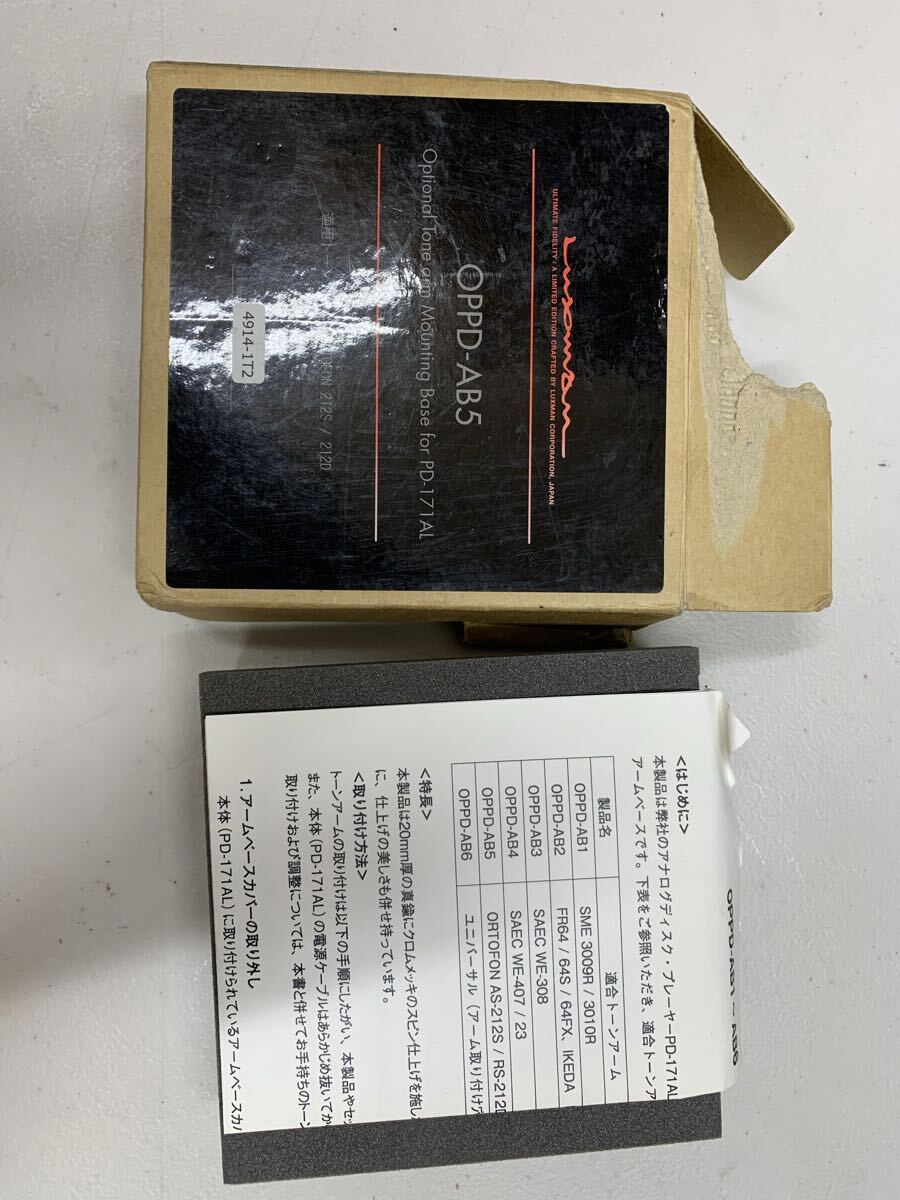 LUXMAN
ULTIMATE FIDELITY : A LIMITED EDITION CRAFTED BY LUXMAN CORPORATION, JAPAN
OPPD-AB5
Optional Tone arm Mounting Base for PD-171AL
適用トーン
FON 212S / 212D
4914-1T2
OPPD-AB1 ~ AB6
<はじめに>
本製品は弊社のアナログディスク・プレーヤーPD-171AL
アームベースです。下表をご参照いただき、適合トーンア
製品名 適合トーンアーム
OPPD-AB1 SME 3009R / 3010R
OPPD-AB2 FR64 / 64S / 64FX、IKEDA
OPPD-AB3 SAEC WE-308
OPPD-AB4 SAEC WE-407 / 23
OPPD-AB5 ORTOFON AS-212S / RS-212D
OPPD-AB6 ユニバーサル (アーム取り付け穴
<特長>
本製品は20mm厚の真鍮にクロムメッキのスピン仕上げを施し
に、仕上げの美しさも併せ持っています。
<取り付け方法>
トーンアームの取り付けは以下の手順にしたがい、本製品やセッ
また、本体 (PD-171AL) の電源ケーブルはあらかじめ抜いてか
取り付けおよび調整については、本書と併せてお手持ちのトーン
1. アームベースカバーの取り外し
本体 (PD-171AL) に取り付けられているアームベースカバ